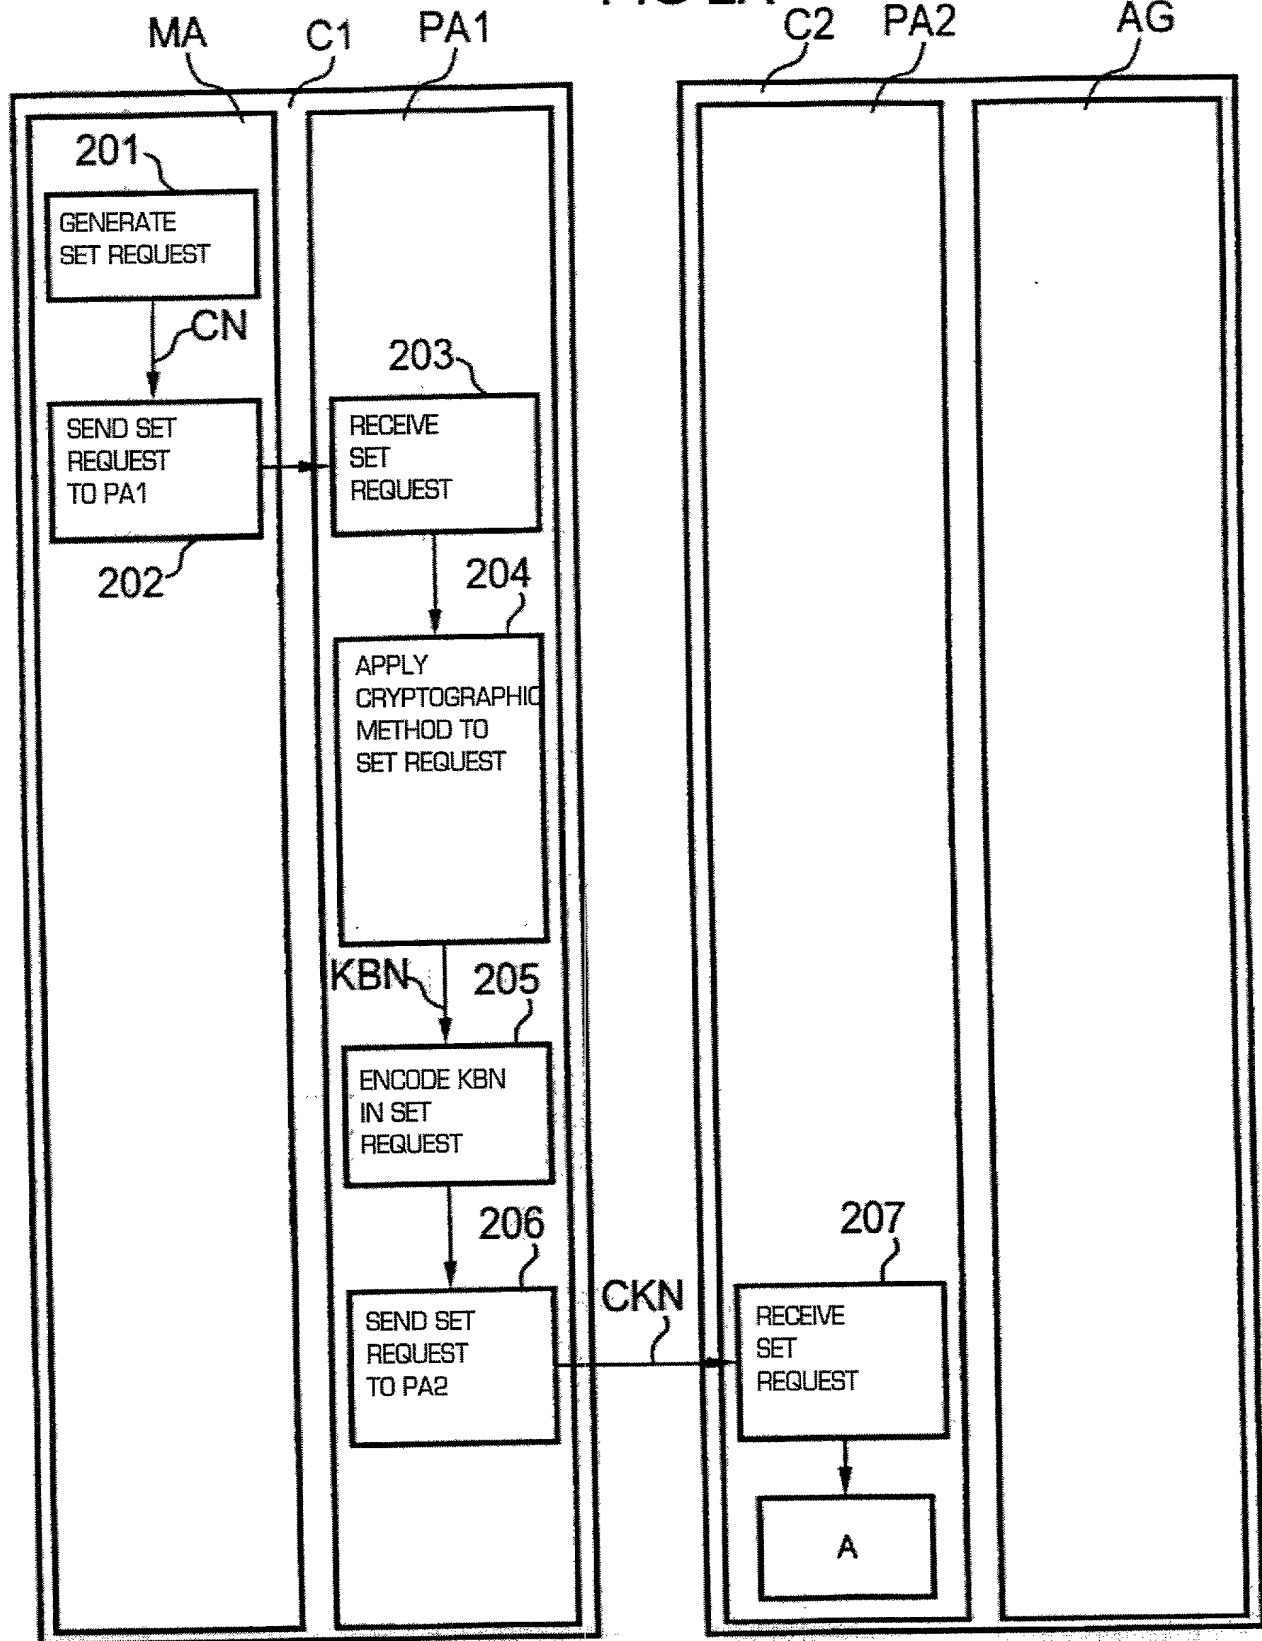 MA
C1
PA1
C2
PA2
AG
201
GENERATE
SET REQUEST
CN
203
SEND SET
REQUEST
TO PA1
RECEIVE
SET
REQUEST
202
204
APPLY
CRYPTOGRAPHIC
METHOD TO
SET REQUEST
KBN
205
ENCODE KBN
IN SET
REQUEST
206
207
CKN
SEND SET
REQUEST
TO PA2
RECEIVE
SET
REQUEST
A